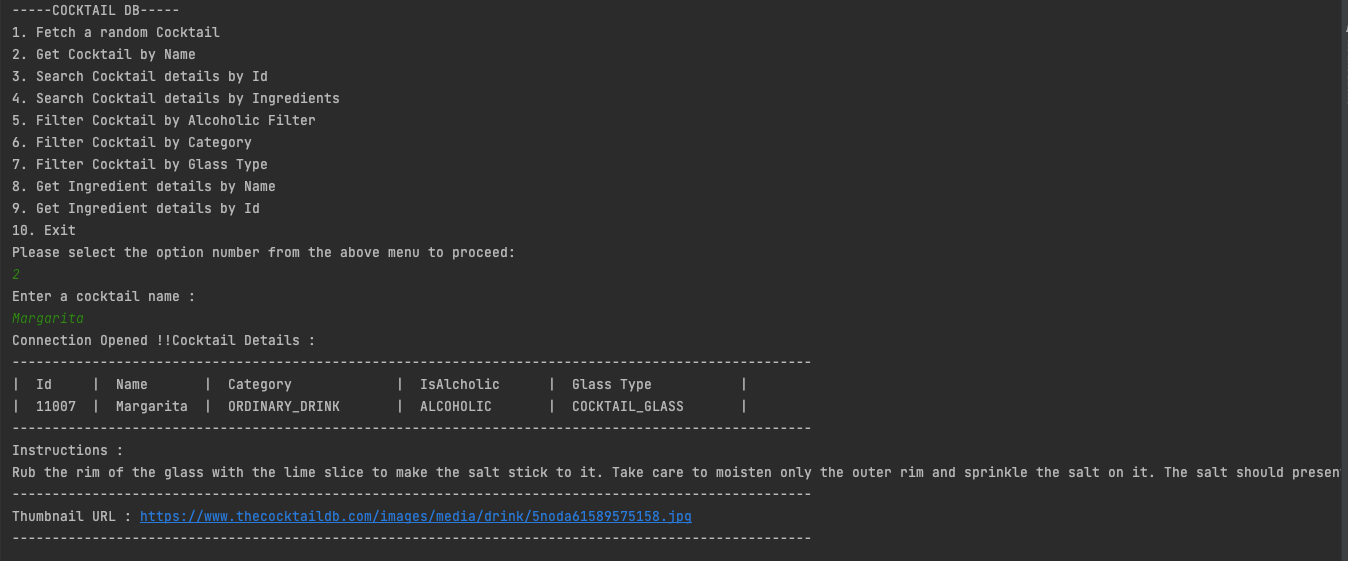 -----COCKTAIL DB-----
1. Fetch a random Cocktail
2. Get Cocktail by Name
3. Search Cocktail details by Id
4. Search Cocktail details by Ingredients
5. Filter Cocktail by Alcoholic Filter
6. Filter Cocktail by Category
7. Filter Cocktail by Glass Type
8. Get Ingredient details by Name
9. Get Ingredient details by Id
10. Exit
Please select the option number from the above menu to proceed:
2
Enter a cocktail name :
Margarita
Connection Opened !!Cocktail Details :
----------------------------------------------------------------------------------------------------
|  Id     |  Name       |  Category             |  IsAlcholic      |  Glass Type           |
|  11007  |  Margarita  |  ORDINARY_DRINK       |  ALCOHOLIC       |  COCKTAIL_GLASS       |
----------------------------------------------------------------------------------------------------
Instructions :
Rub the rim of the glass with the lime slice to make the salt stick to it. Take care to moisten only the outer rim and sprinkle the salt on it. The salt should present
----------------------------------------------------------------------------------------------------
Thumbnail URL : https://www.thecocktaildb.com/images/media/drink/5noda61589575158.jpg
----------------------------------------------------------------------------------------------------